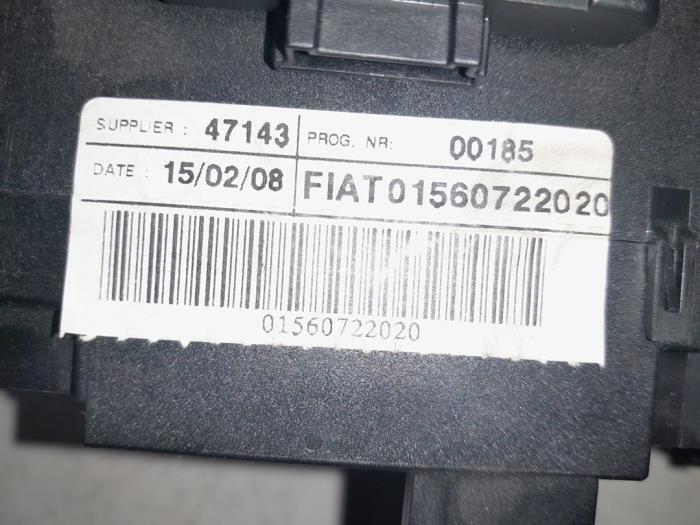 SUPPLIER : 47143 PROG. NR: 00185
DATE : 15/02/08 FIAT01560722020
01560722020